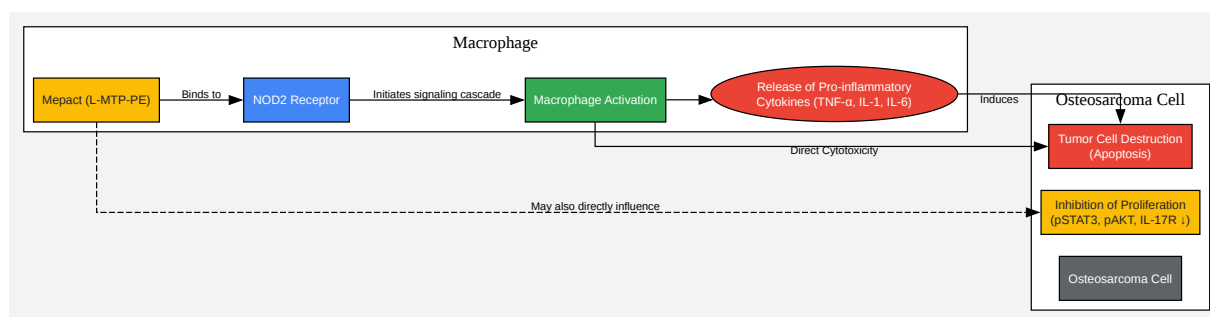 Macrophage
Mepact (L-MTP-PE)
Binds to
NOD2 Receptor
Initiates signaling cascade
Macrophage Activation
Release of Pro-inflammatory
Cytokines (TNF-α, IL-1, IL-6)
Induces
Osteosarcoma Cell
Tumor Cell Destruction
(Apoptosis)
Direct Cytotoxicity
May also directly influence
Inhibition of Proliferation
(pSTAT3, pAKT, IL-17R ↓)
Osteosarcoma Cell